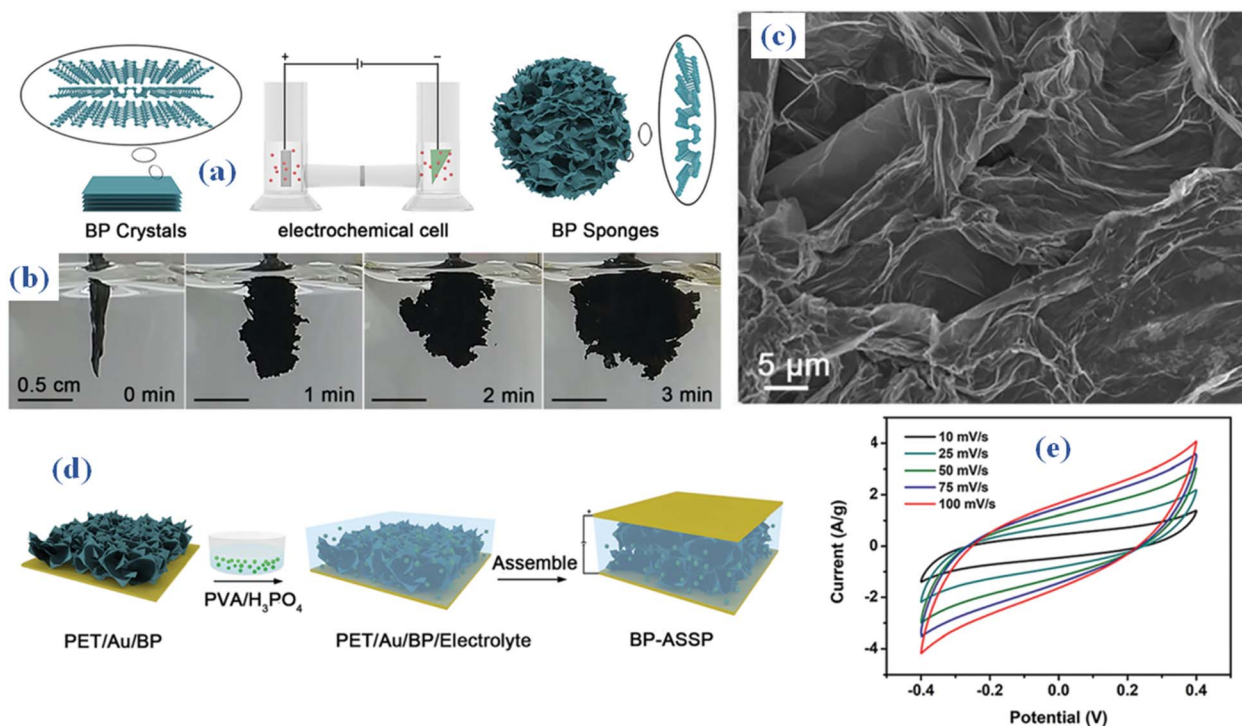 (a)
+ −
BP Crystals
electrochemical cell
BP Sponges
(b)
0.5 cm
0 min
1 min
2 min
3 min
(c)
5 μm
(d)
PET/Au/BP
PVA/H₃PO₄
PET/Au/BP/Electrolyte
Assemble
BP-ASSP
(e)
10 mV/s
25 mV/s
50 mV/s
75 mV/s
100 mV/s
Current (A/g)
4
2
0
-2
-4
-0.4 -0.2 0.0 0.2 0.4
Potential (V)